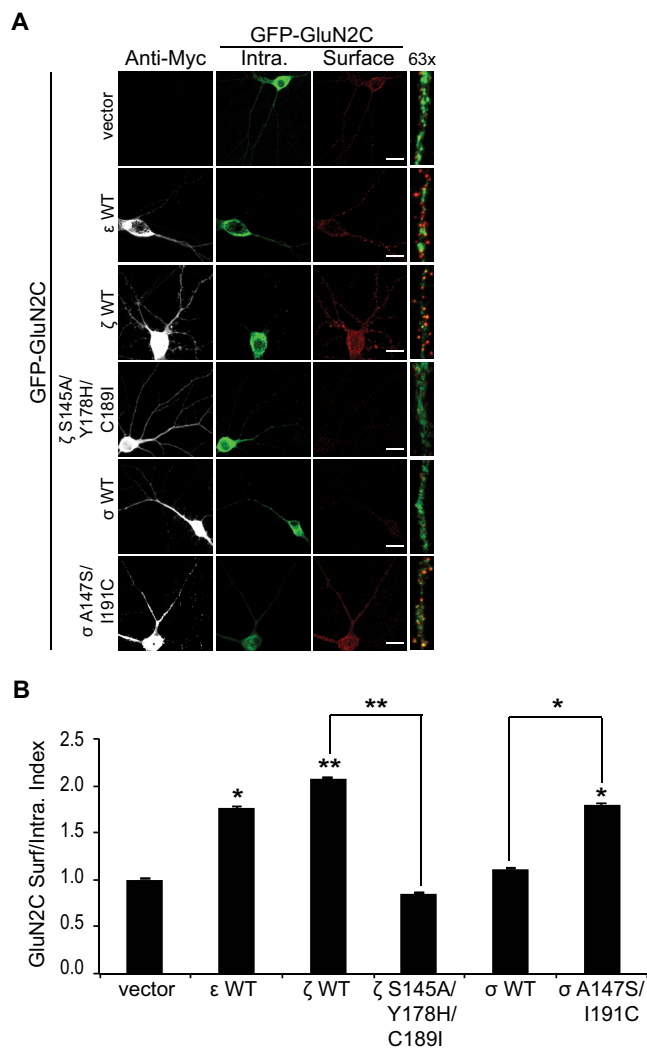 A
GFP-GluN2C
Anti-Myc Intra. Surface 63x
GFP-GluN2C
vector
ε WT
ζ WT
ζ S145A/
Y178H/
C189I
σ WT
σ A147S/
I191C
B
GluN2C Surf/Intra. Index
2.5
2.0
1.5
1.0
0.5
0.0
*
**
**
*
*
vector
ε WT
ζ WT
ζ S145A/
Y178H/
C189I
σ WT
σ A147S/
I191C